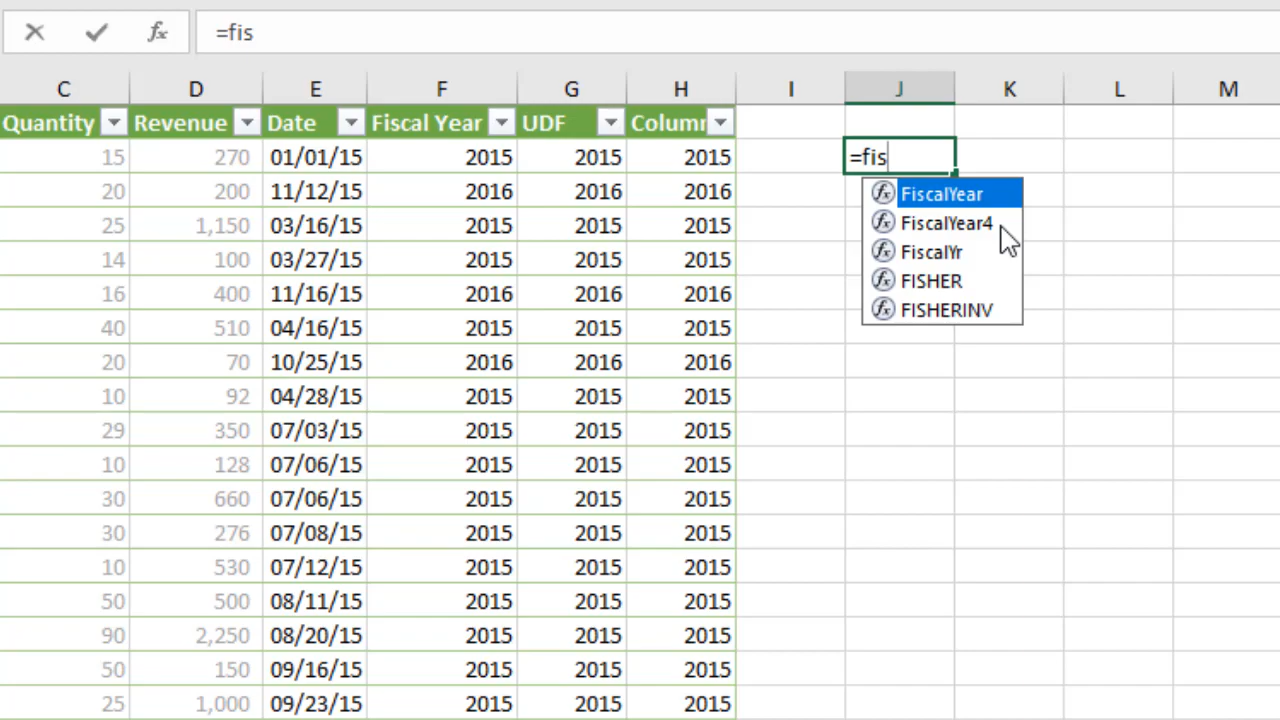 =fis
C D E F G H I J K L M
Quantity Revenue Date Fiscal Year UDF Column
15 270 01/01/15 2015 2015 2015 =fis
20 200 11/12/15 2016 2016 2016 FiscalYear
25 1,150 03/16/15 2015 2015 2015 FiscalYear4
14 100 03/27/15 2015 2015 2015 FiscalYr
16 400 11/16/15 2016 2016 2016 FISHER
40 510 04/16/15 2015 2015 2015 FISHERINV
20 70 10/25/15 2016 2016 2016
10 92 04/28/15 2015 2015 2015
29 350 07/03/15 2015 2015 2015
10 128 07/06/15 2015 2015 2015
30 660 07/06/15 2015 2015 2015
30 276 07/08/15 2015 2015 2015
10 530 07/12/15 2015 2015 2015
50 500 08/11/15 2015 2015 2015
90 2,250 08/20/15 2015 2015 2015
50 150 09/16/15 2015 2015 2015
25 1,000 09/23/15 2015 2015 2015